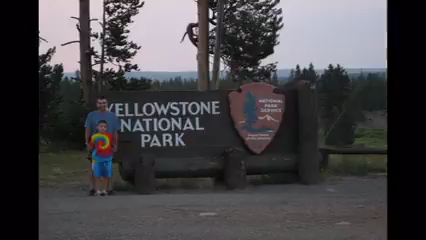 YELLOWSTONE
NATIONAL
PARK
NATIONAL
PARK
SERVICE